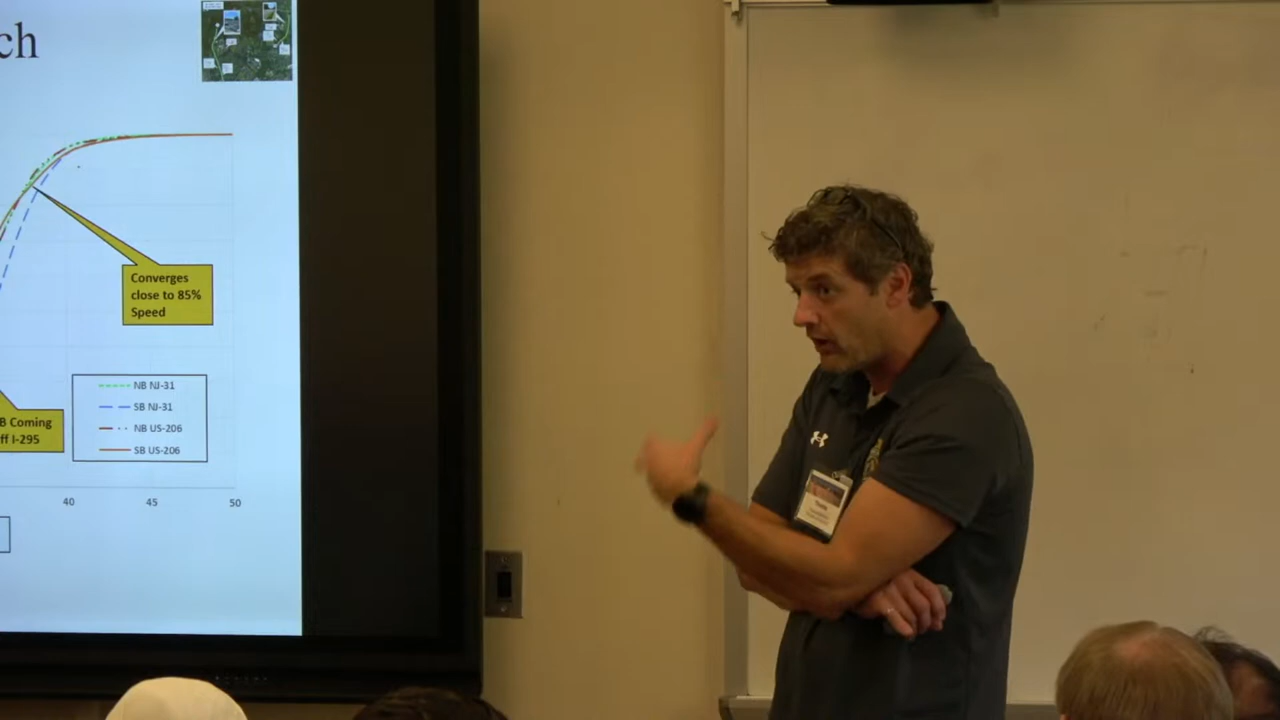 ch
Converges
close to 85%
Speed
NB NJ-31
SB NJ-31
NB US-206
SB US-206
B Coming
ff I-295
40
45
50